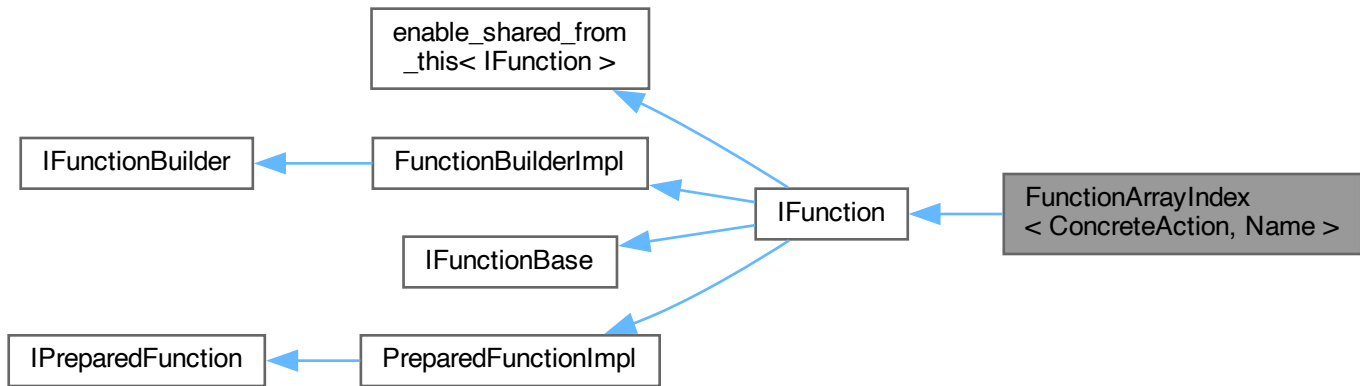 enable_shared_from
_this< IFunction >
IFunctionBuilder
FunctionBuilderImpl
IFunction
FunctionArrayIndex
< ConcreteAction, Name >
IFunctionBase
IPreparedFunction
PreparedFunctionImpl